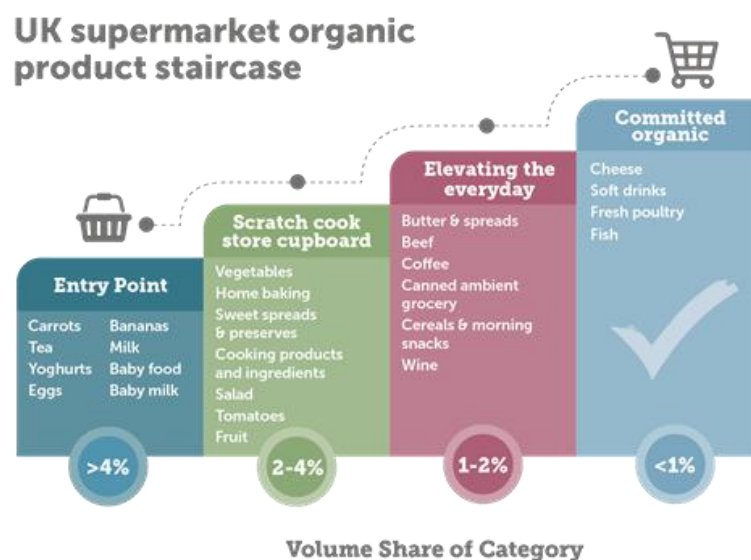 UK supermarket organic
product staircase
Entry Point
Carrots
Tea
Yoghurts
Eggs
Bananas
Milk
Baby food
Baby milk
>4%
Scratch cook
store cupboard
Vegetables
Home baking
Sweet spreads
& preserves
Cooking products
and ingredients
Salad
Tomatoes
Fruit
2-4%
Elevating the
everyday
Butter & spreads
Beef
Coffee
Canned ambient
grocery
Cereals & morning
snacks
Wine
1-2%
Committed
organic
Cheese
Soft drinks
Fresh poultry
Fish
<1%
Volume Share of Category